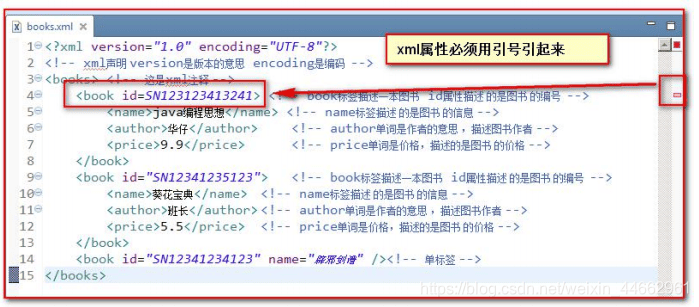 books.xml
xml属性必须用引号引起来
1 <?xml version="1.0" encoding="UTF-8"?>
2 <!-- xml声明 version是版本的意思 encoding是编码 -->
3 <books> <!-- 这是xml注释 -->
4 <book id=SN123123413241> <!-- book标签描述一本图书 id属性描述 的是图书 的编号 -->
5 <name>java编程思想</name> <!-- name标签描述 的是图书 的信息 -->
6 <author>华仔</author> <!-- author单词是作者的意思 ，描述图书作者 -->
7 <price>9.9</price> <!-- price单词是价格，描述的是图书 的价格 -->
8 </book>
9 <book id="SN12341235123"> <!-- book标签描述一本图书 id属性描述 的是图书 的编号 -->
10 <name>葵花宝典</name> <!-- name标签描述 的是图书 的信息 -->
11 <author>班长</author> <!-- author单词是作者的意思 ，描述图书作者 -->
12 <price>5.5</price> <!-- price单词是价格，描述的是图书 的价格 -->
13 </book>
14 <book id="SN12341234123" name="辟邪剑谱" /><!-- 单标签 -->
15 </books>
https://blog.csdn.net/weixin_44662961